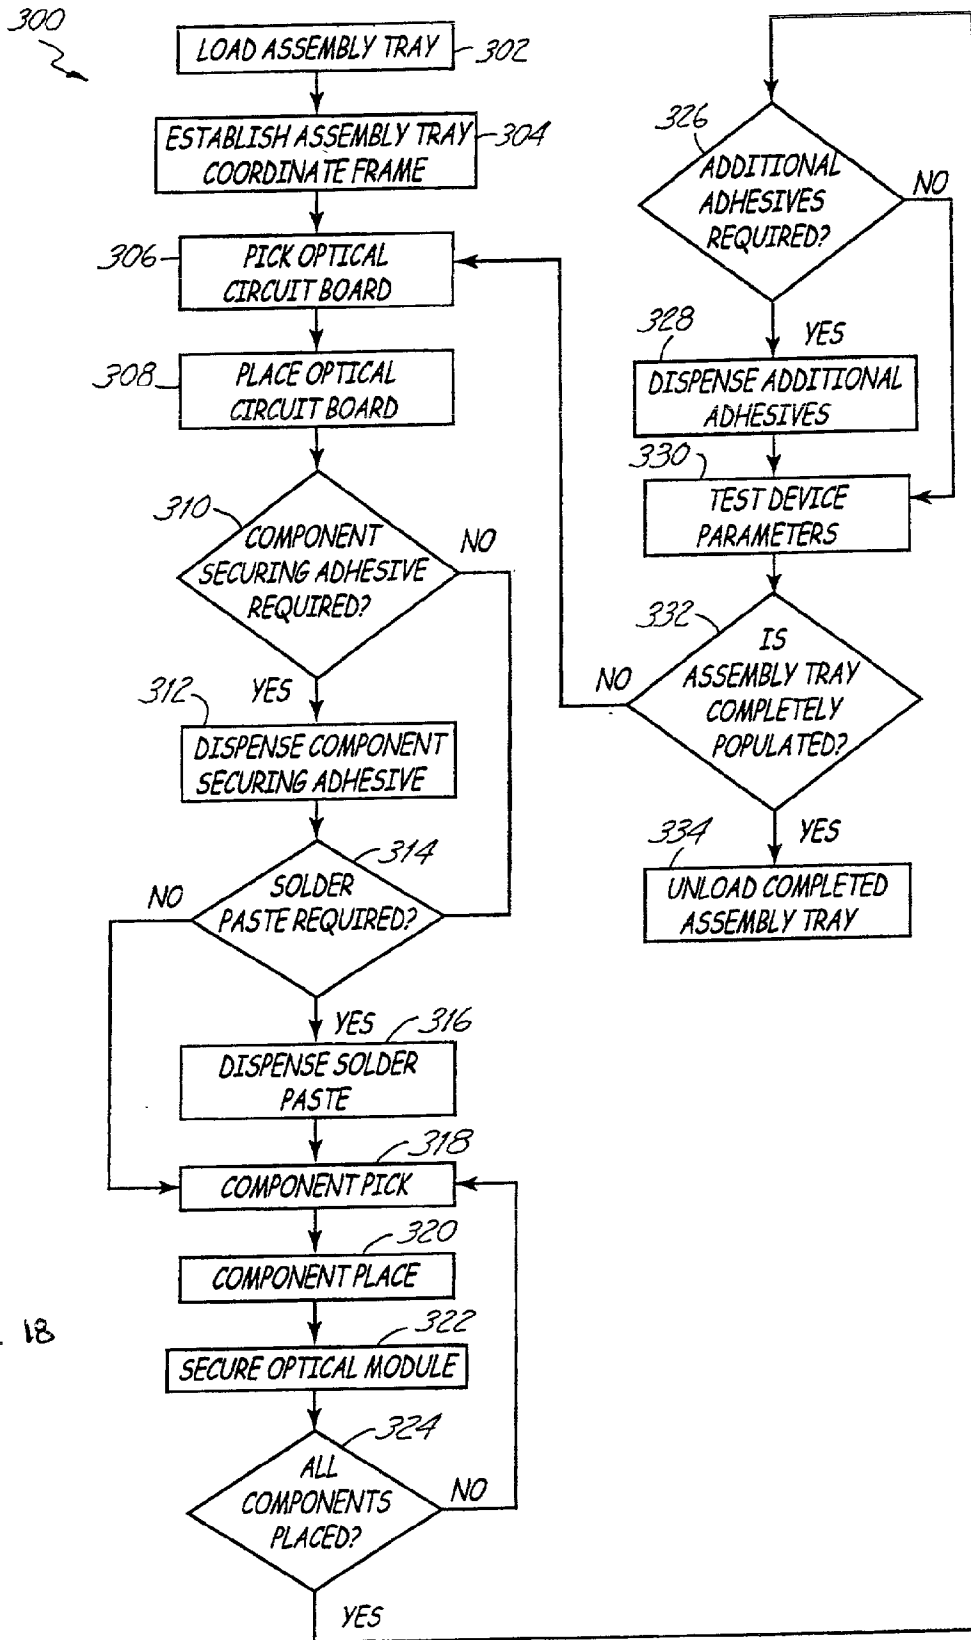 300
LOAD ASSEMBLY TRAY
302
ESTABLISH ASSEMBLY TRAY
COORDINATE FRAME
304
306
PICK OPTICAL
CIRCUIT BOARD
308
PLACE OPTICAL
CIRCUIT BOARD
310
COMPONENT
SECURING ADHESIVE
REQUIRED?
NO
YES
312
DISPENSE COMPONENT
SECURING ADHESIVE
314
SOLDER
PASTE REQUIRED?
NO
YES
316
DISPENSE SOLDER
PASTE
318
COMPONENT PICK
320
COMPONENT PLACE
322
SECURE OPTICAL MODULE
18
324
ALL
COMPONENTS
PLACED?
NO
YES
326
ADDITIONAL
ADHESIVES
REQUIRED?
NO
YES
328
DISPENSE ADDITIONAL
ADHESIVES
330
TEST DEVICE
PARAMETERS
332
IS
ASSEMBLY TRAY
COMPLETELY
POPULATED?
NO
YES
334
UNLOAD COMPLETED
ASSEMBLY TRAY